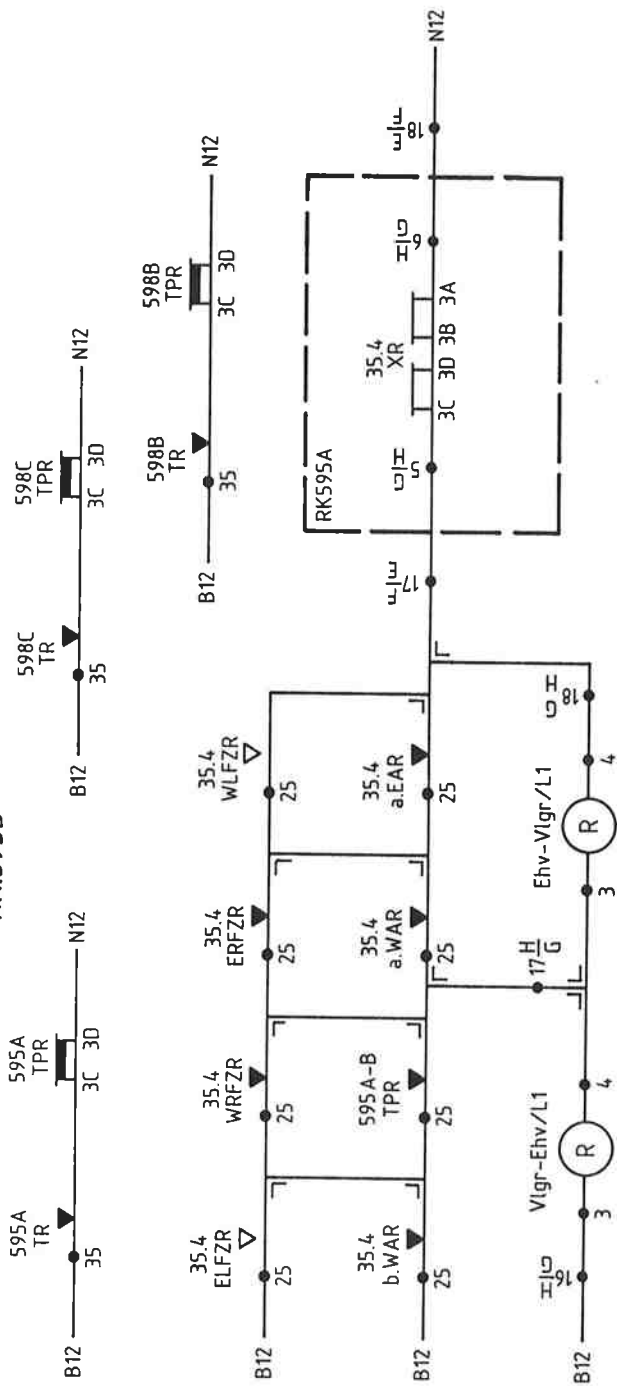 595A
TR
595A
TPR
B12
35
3C
3D
N12
598C
TR
598C
TPR
B12
35
3C
3D
N12
598B
TR
598B
TPR
B12
35
3C
3D
N12
35.4
ELFZR
35.4
WRFZR
35.4
ERFZR
35.4
WLFZR
B12
25
25
25
25
35.4
b.WAR
595A-B
TPR
35.4
a.WAR
35.4
a.EAR
B12
25
25
25
25
17
RK595A
5 G/H
35.4
XR
3C
3D
3B
3A
6 H/G
18
N12
Vlgr-Ehv/L1
Ehv-Vlgr/L1
B12
16 G/H
3
R
4
17 H/G
3
R
4
18 G
H